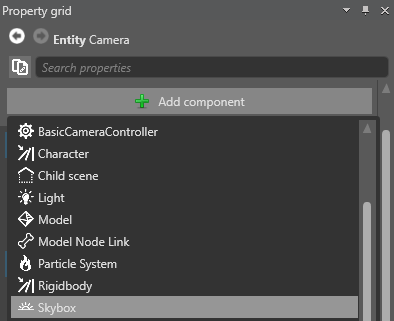 Property grid
Entity Camera
Search properties
Add component
BasicCameraController
Character
Child scene
Light
Model
Model Node Link
Particle System
Rigidbody
Skybox